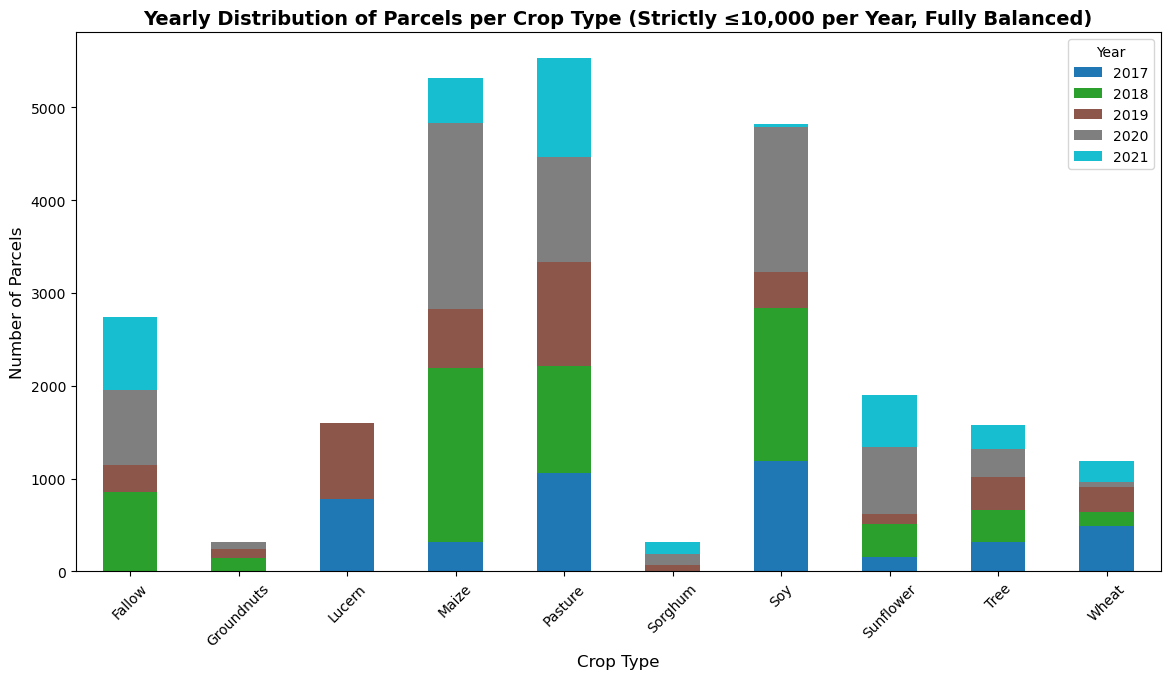 Yearly Distribution of Parcels per Crop Type (Strictly ≤10,000 per Year, Fully Balanced)
Year
2017
2018
2019
2020
2021
Number of Parcels
5000
4000
3000
2000
1000
0
Fallow
Groundnuts
Lucern
Maize
Pasture
Sorghum
Soy
Sunflower
Tree
Wheat
Crop Type